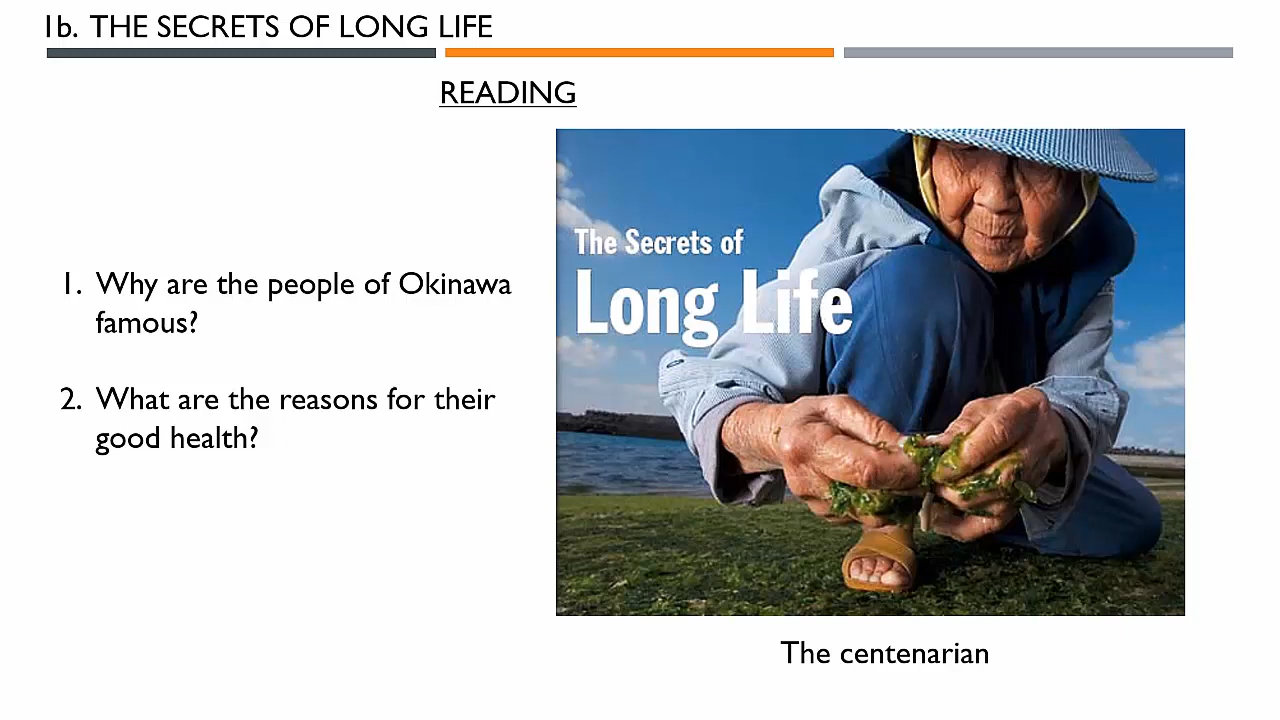 1b. THE SECRETS OF LONG LIFE
READING
1. Why are the people of Okinawa
famous?
2. What are the reasons for their
good health?
The Secrets of
Long Life
The centenarian